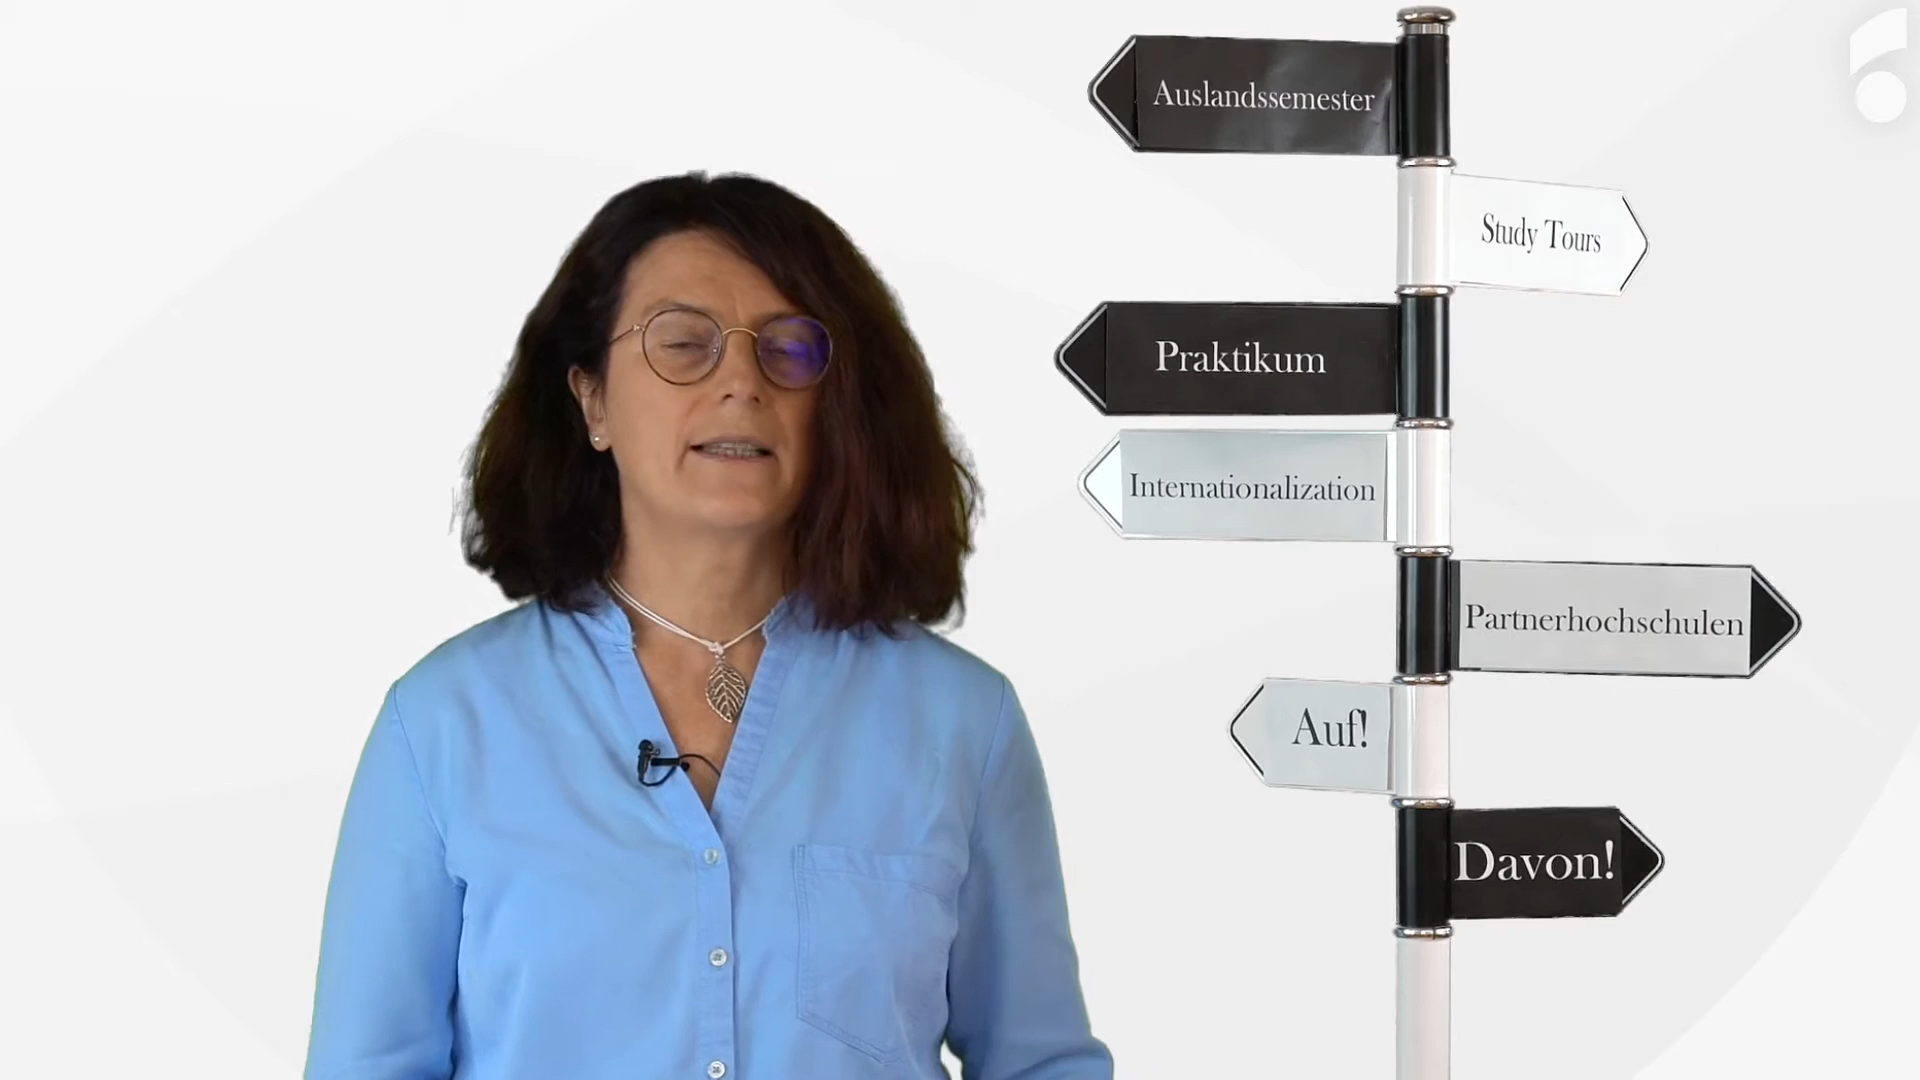 Auslandssemester
Study Tours
Praktikum
Internationalization
Partnerhochschulen
Auf!
Davon!